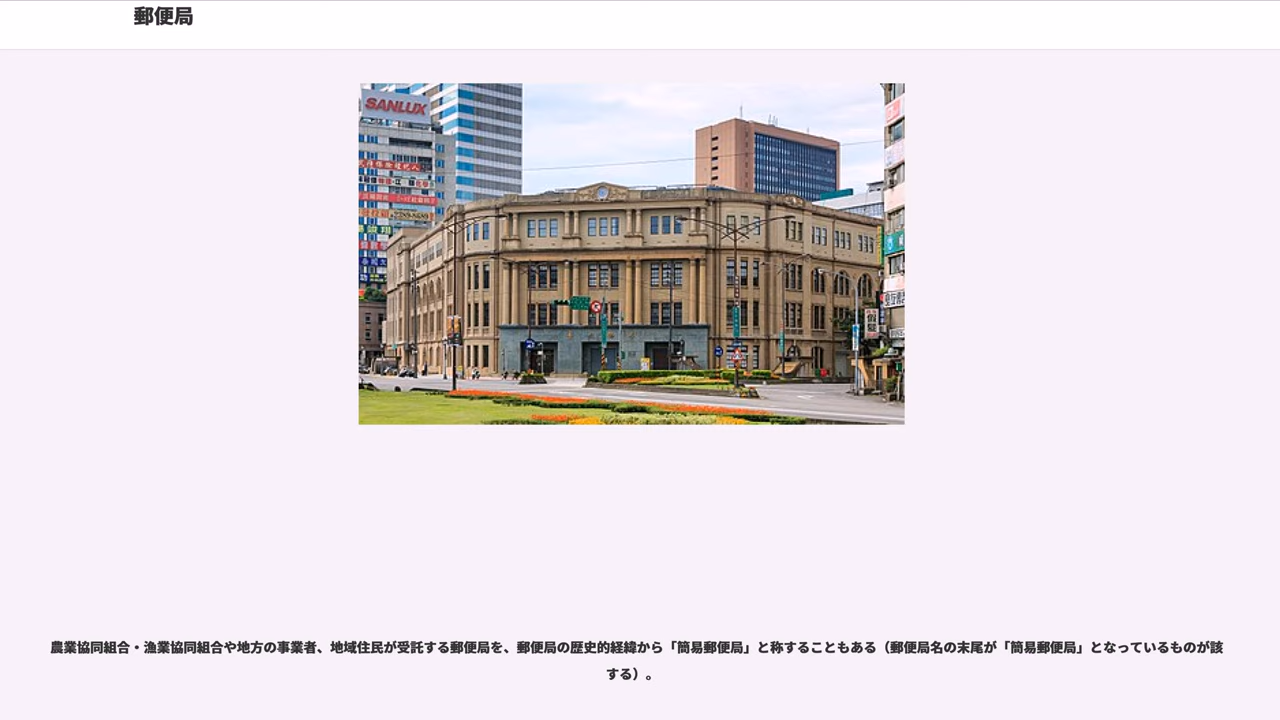 郵便局
SANLUX
農業協同組合・漁業協同組合や地方の事業者、地域住民が受託する郵便局を、郵便局の歴史的経緯から「簡易郵便局」と称することもある（郵便局名の末尾が「簡易郵便局」となっているものが該
する）。